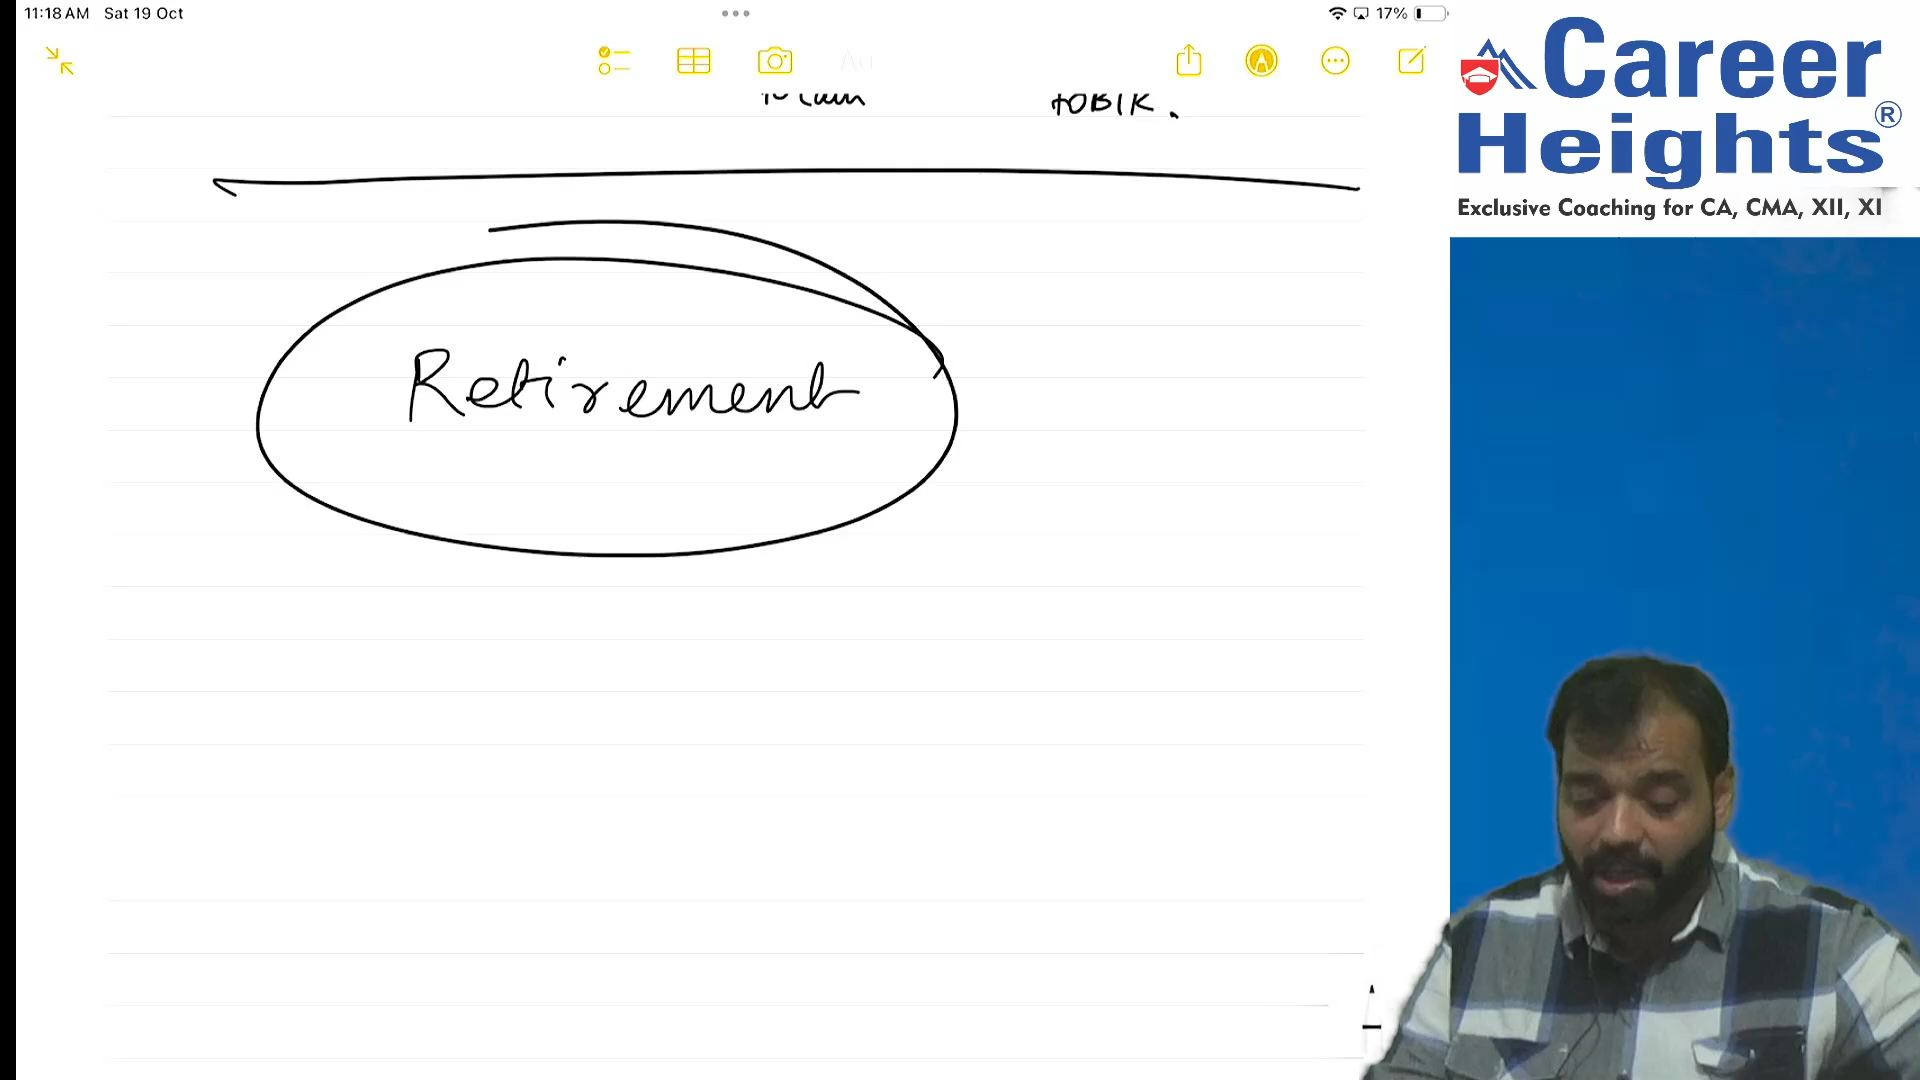 11:18 AM Sat 19 Oct
17%
Career
Heights®
Exclusive Coaching for CA, CMA, XII, XI
Retirement